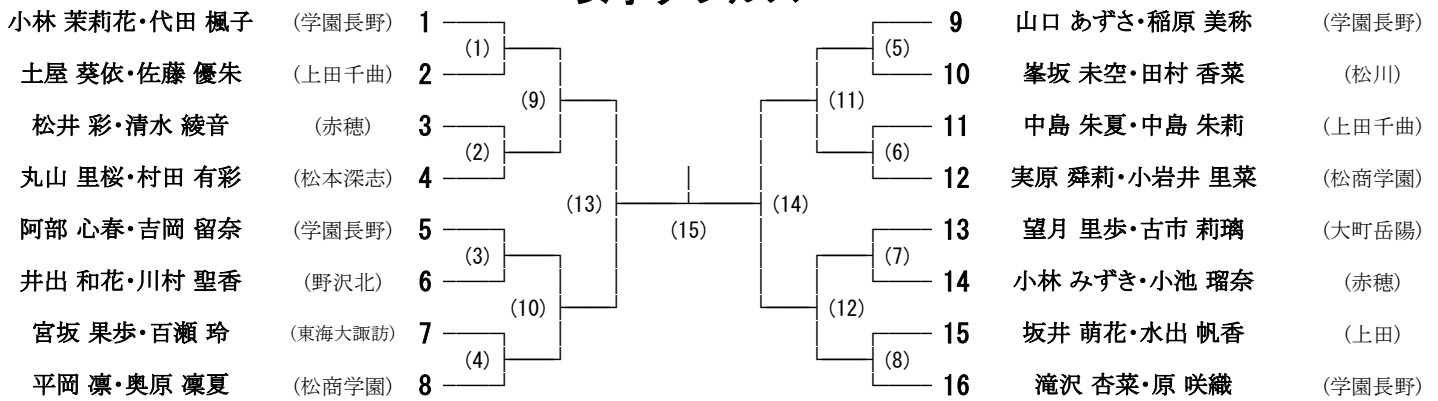 小林 茉莉花・代田 楓子 (学園長野) 1
土屋 葵依・佐藤 優朱 (上田千曲) 2
松井 彩・清水 綾音 (赤穂) 3
丸山 里桜・村田 有彩 (松本深志) 4
阿部 心春・吉岡 留奈 (学園長野) 5
井出 和花・川村 聖香 (野沢北) 6
宮坂 果歩・百瀬 玲 (東海大諏訪) 7
平岡 凛・奥原 凜夏 (松商学園) 8
(1)
(2)
(3)
(4)
(9)
(10)
(13)
(15)
(14)
(11)
(12)
(5)
(6)
(7)
(8)
9 山口 あずさ・稲原 美称 (学園長野)
10 峯坂 未空・田村 香菜 (松川)
11 中島 朱夏・中島 朱莉 (上田千曲)
12 実原 舜莉・小岩井 里菜 (松商学園)
13 望月 里歩・古市 莉璃 (大町岳陽)
14 小林 みずき・小池 瑠奈 (赤穂)
15 坂井 萌花・水出 帆香 (上田)
16 滝沢 杏菜・原 咲織 (学園長野)